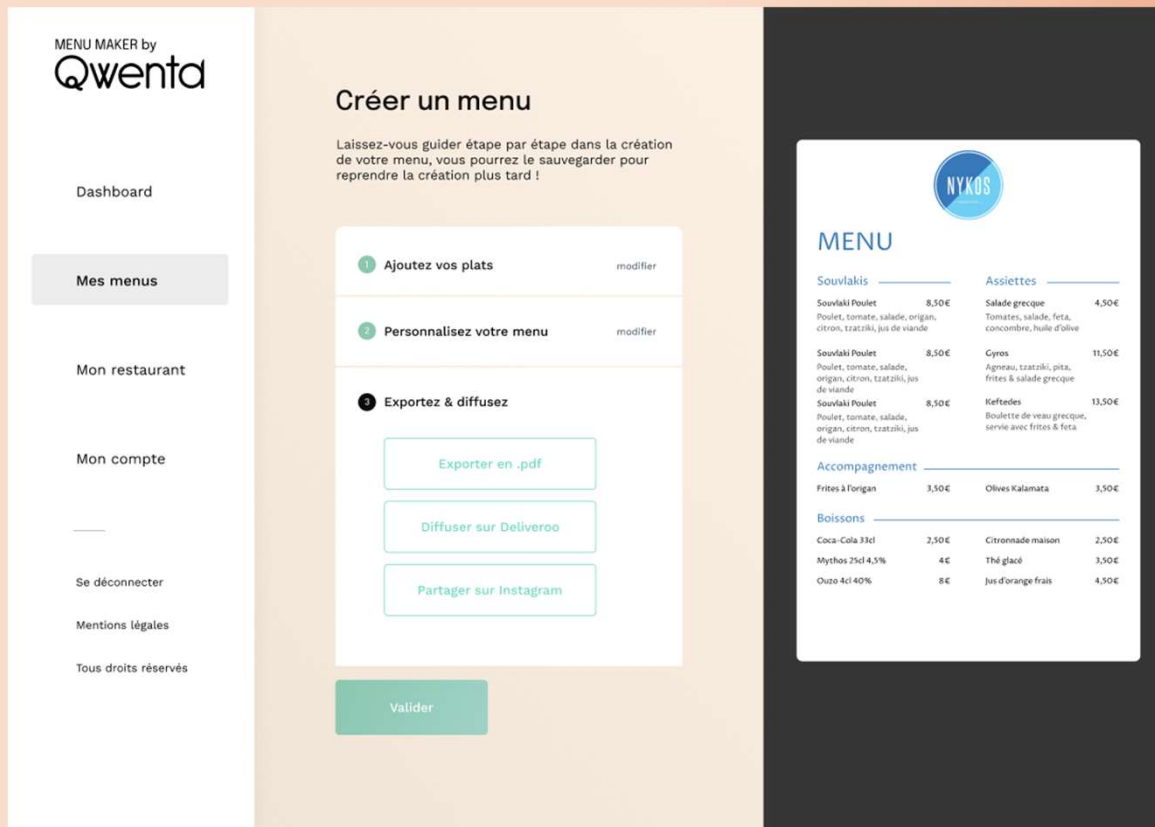 MENU MAKER by
Qwenta
Dashboard
Mes menus
Mon restaurant
Mon compte
Se déconnecter
Mentions légales
Tous droits réservés
Créer un menu
Laissez-vous guider étape par étape dans la création
de votre menu, vous pourrez le sauvegarder pour
reprendre la création plus tard !
1 Ajoutez vos plats modifier
2 Personnalisez votre menu modifier
3 Exportez & diffusez
Exporter en .pdf
Diffuser sur Deliveroo
Partager sur Instagram
Valider
NYKOS
MENU
Souvlakis
Souvlaki Poulet 8,50€
Poulet, tomate, salade, origan,
citron, tzatziki, jus de viande
Souvlaki Poulet 8,50€
Poulet, tomate, salade,
origan, citron, tzatziki, jus
de viande
Souvlaki Poulet 8,50€
Poulet, tomate, salade,
origan, citron, tzatziki, jus
de viande
Assiettes
Salade grecque 4,50€
Tomates, salade, feta,
concombre, huile d'olive
Gyros 11,50€
Agneau, tzatziki, pita,
frites & salade grecque
Keftedes 13,50€
Boulette de veau grecque,
servie avec frites & feta
Accompagnement
Frites à l'origan 3,50€ Olives Kalamata 3,50€
Boissons
Coca-Cola 33cl 2,50€ Citronnade maison 2,50€
Mythos 25cl 4,5% 4€ Thé glacé 3,50€
Ouzo 4cl 40% 8€ Jus d'orange frais 4,50€